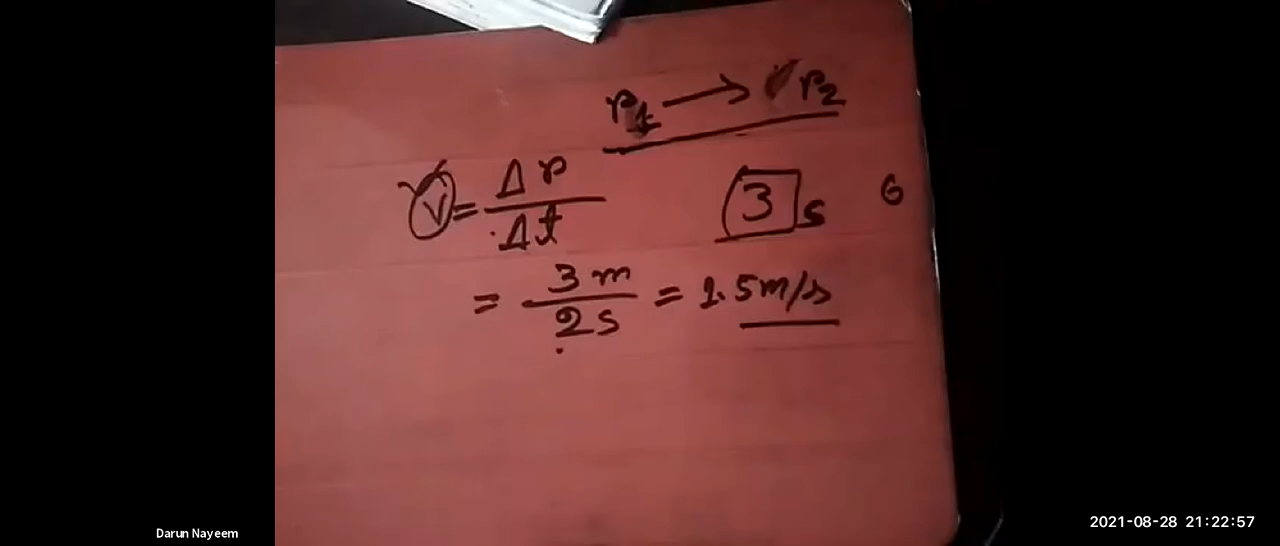 r₁ → r₂
V = Δr / Δt
3 s 6
= 3 m / 2 s = 1.5 m/s
Darun Nayeem
2021-08-28 21:22:57